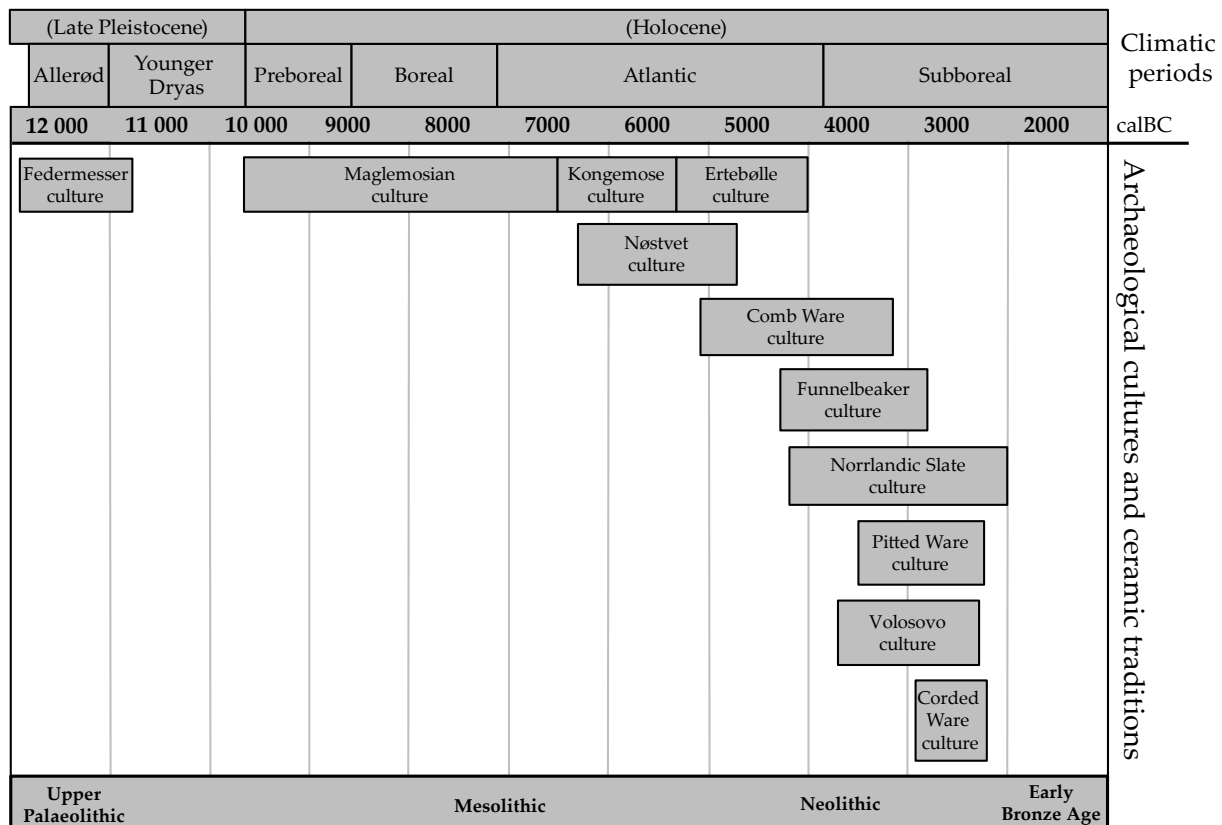 (Late Pleistocene)
(Holocene)
Climatic
periods
Allerød
Younger
Dryas
Preboreal
Boreal
Atlantic
Subboreal
12 000
11 000
10 000
9000
8000
7000
6000
5000
4000
3000
2000
calBC
Federmesser
culture
Maglemosian
culture
Kongemose
culture
Ertebølle
culture
Nøstvet
culture
Comb Ware
culture
Funnelbeaker
culture
Norrlandic Slate
culture
Pitted Ware
culture
Volosovo
culture
Corded
Ware
culture
Archaeological cultures and ceramic traditions
Upper
Palaeolithic
Mesolithic
Neolithic
Early
Bronze Age